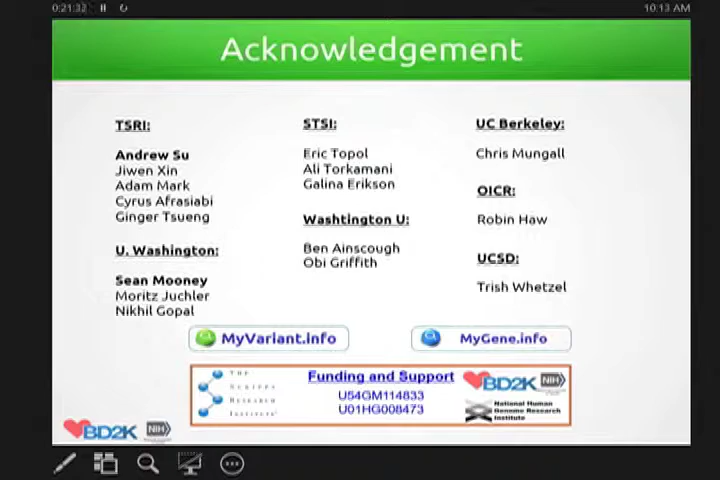 0:21:32
10:13 AM
Acknowledgement
TSRI:
Andrew Su
Jiwen Xin
Adam Mark
Cyrus Afrasiabi
Ginger Tsueng
U. Washington:
Sean Mooney
Moritz Juchler
Nikhil Gopal
STSI:
Eric Topol
Ali Torkamani
Galina Erikson
Washtington U:
Ben Ainscough
Obi Griffith
UC Berkeley:
Chris Mungall
OICR:
Robin Haw
UCSD:
Trish Whetzel
MyVariant.info
MyGene.info
THE
SCRIPPS
RESEARCH
INSTITUTE
Funding and Support
U54GM114833
U01HG008473
BD2K
NIH
National Human
Genome Research
Institute
BD2K
NIH